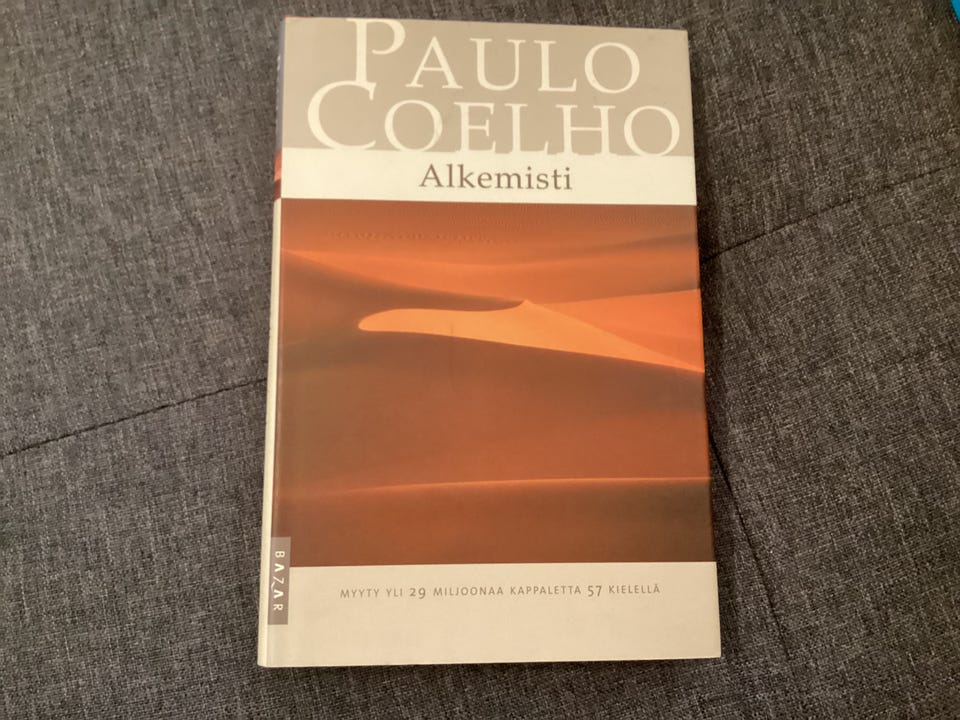 PAULO
COELHO
Alkemisti
MYYTY YLI 29 MILJOONAA KAPPALETTA 57 KIELELLÄ
BAZAR